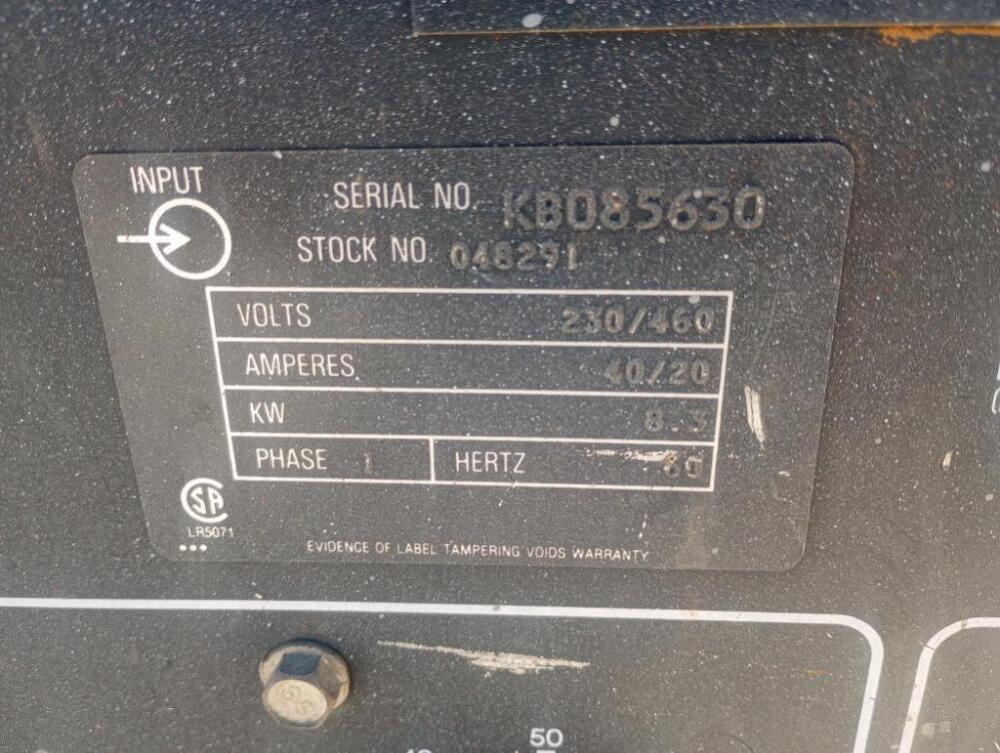 INPUT
SERIAL NO. KB085630
STOCK NO. 048291
VOLTS 230/460
AMPERES 40/20
KW 8.3
PHASE 1 HERTZ 60
SA
LR5071
EVIDENCE OF LABEL TAMPERING VOIDS WARRANTY
50